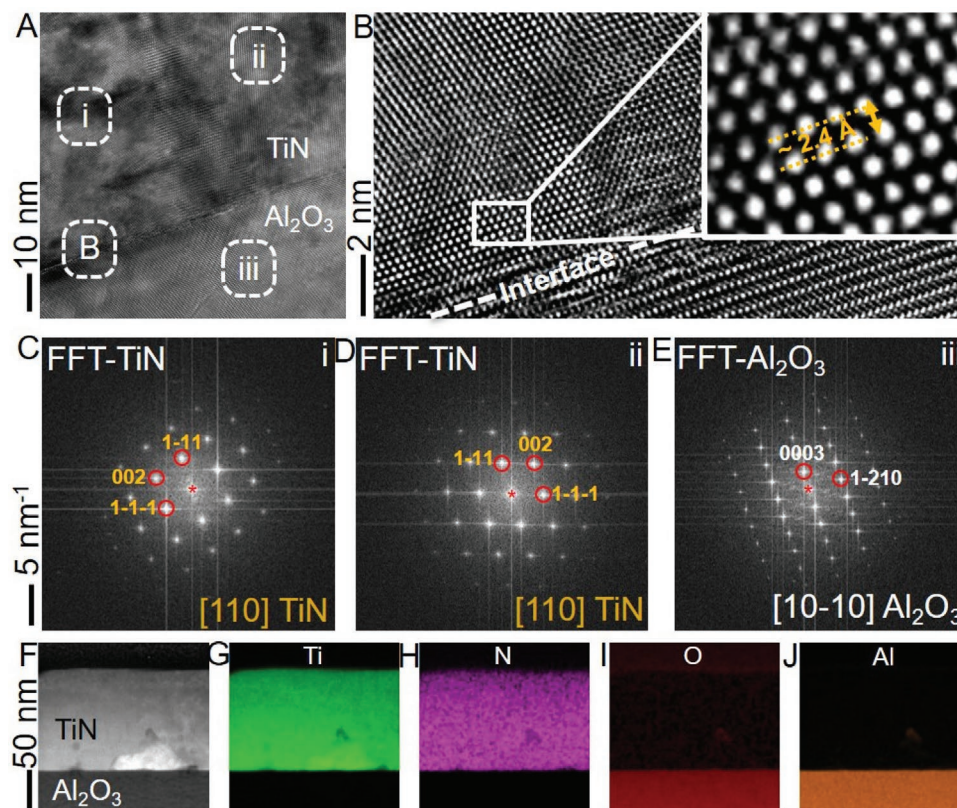 A
i
ii
TiN
Al₂O₃
B
iii
10 nm
B
~ 2.4 Å
Interface
2 nm
C
FFT-TiN
i
1-11
002
1-1-1
*
[110] TiN
5 nm⁻¹
D
FFT-TiN
ii
1-11
002
1-1-1
*
[110] TiN
E
FFT-Al₂O₃
iii
0003
1-210
*
[10-10] Al₂O₃
F
TiN
Al₂O₃
50 nm
G
Ti
H
N
I
O
J
Al